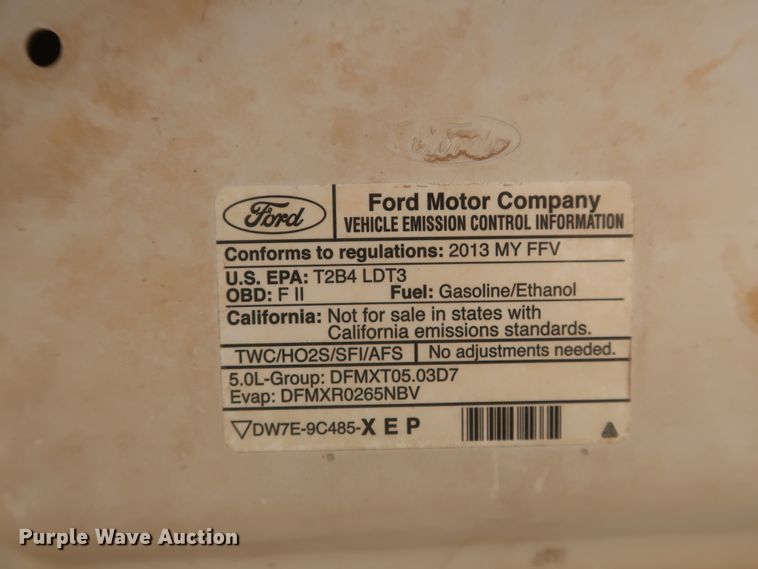 Ford
Ford
Ford Motor Company
VEHICLE EMISSION CONTROL INFORMATION
Conforms to regulations: 2013 MY FFV
U.S. EPA: T2B4 LDT3
OBD: F II Fuel: Gasoline/Ethanol
California: Not for sale in states with
California emissions standards.
TWC/HO2S/SFI/AFS No adjustments needed.
5.0L-Group: DFMXT05.03D7
Evap: DFMXR0265NBV
DW7E-9C485-X E P
Purple Wave Auction